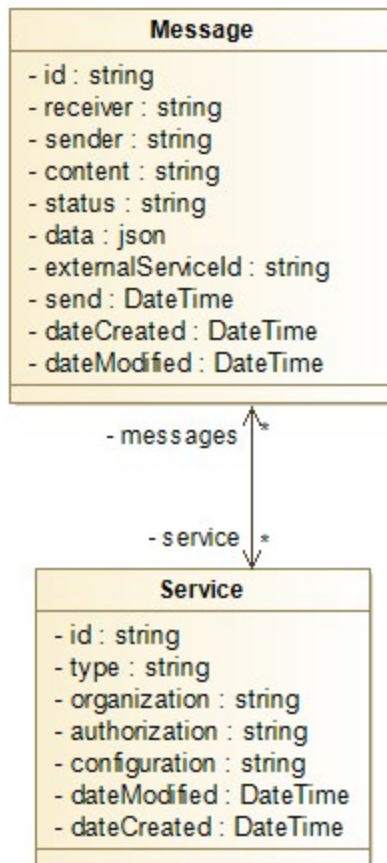 Message
- id : string
- receiver : string
- sender : string
- content : string
- status : string
- data : json
- externalServiceId : string
- send : DateTime
- dateCreated : DateTime
- dateModified : DateTime
- messages *
- service *
Service
- id : string
- type : string
- organization : string
- authorization : string
- configuration : string
- dateModified : DateTime
- dateCreated : DateTime